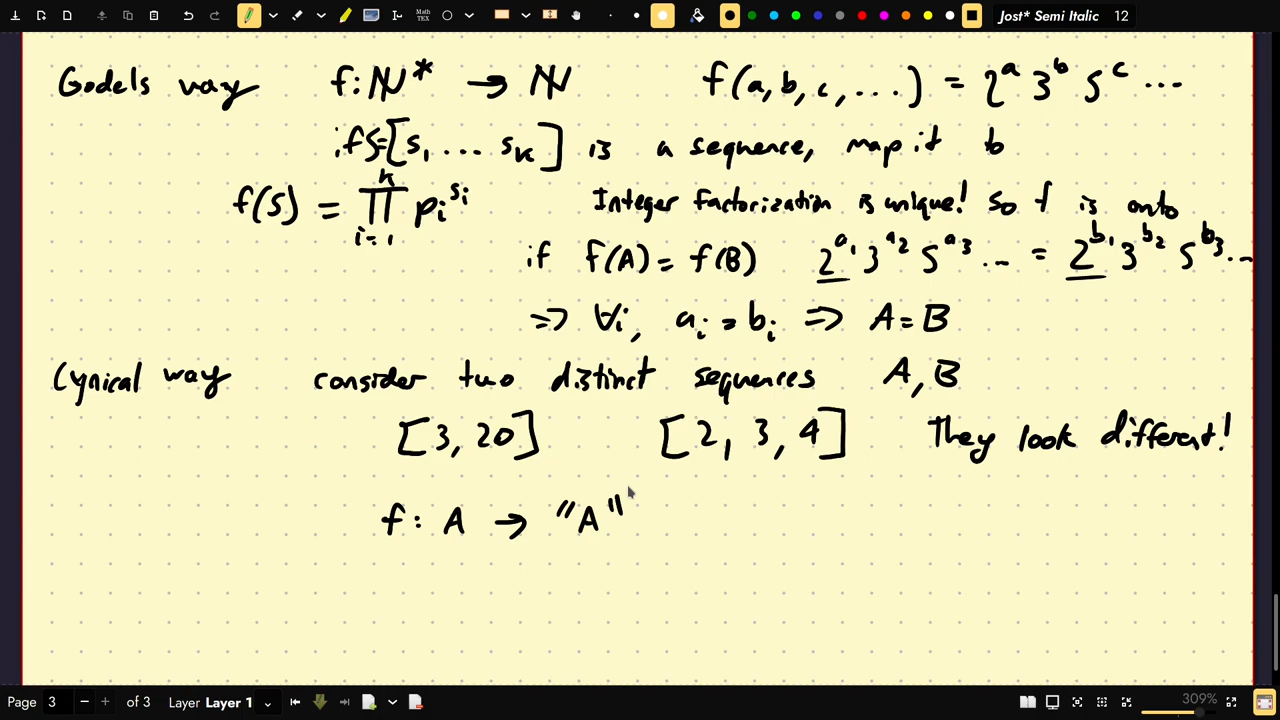 Jost* Semi Italic 12
Godels way f: ℕ* → ℕ f(a, b, c, ...) = 2^a 3^b 5^c ...
if S=[s₁ ... sₖ] is a sequence, map it to
f(S) = ∏_{i=1}^{k} pᵢ^{sᵢ} Integer factorization is unique! So f is onto
if f(A) = f(B) 2^{a₁} 3^{a₂} 5^{a₃} ... = 2^{b₁} 3^{b₂} 5^{b₃} ...
=> ∀i, aᵢ = bᵢ => A = B
Cynical way consider two distinct sequences A, B
[3, 20] [2, 3, 4] They look different!
f: A → "A"
Page 3 of 3 Layer Layer 1 309%